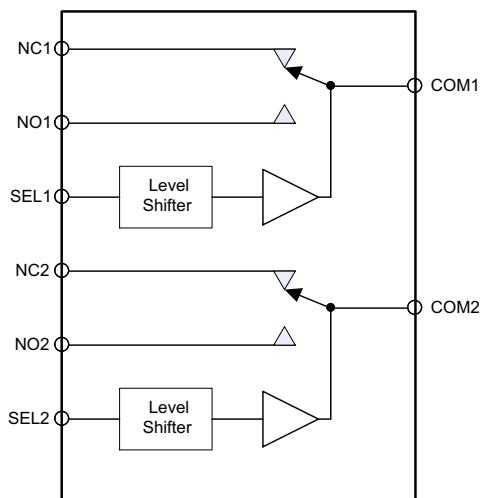 NC1
COM1
NO1
SEL1
Level
Shifter
NC2
COM2
NO2
SEL2
Level
Shifter